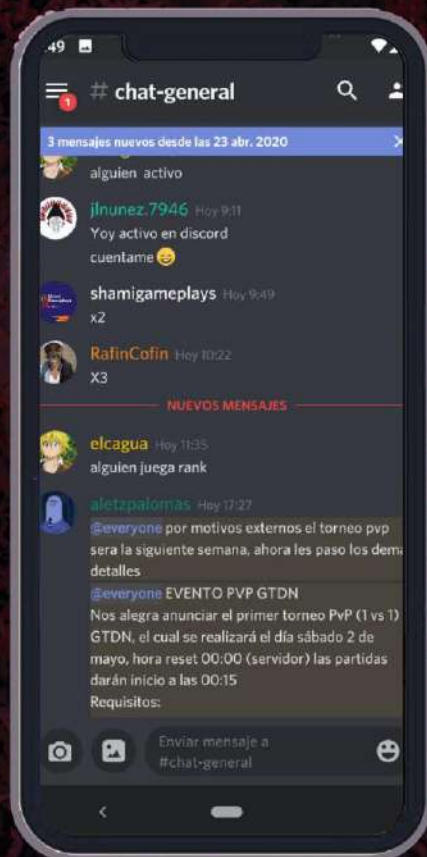 :49
1
# chat-general
3 mensajes nuevos desde las 23 abr. 2020
alguien activo
jlnunez.7946 Hoy 9:11
Yoy activo en discord
cuentame
shamigameplays Hoy 9:49
x2
RafinCofin Hoy 10:22
X3
NUEVOS MENSAJES
elcagua Hoy 11:35
alguien juega rank
aletzpalomas Hoy 17:27
@everyone por motivos externos el torneo pvp
sera la siguiente semana, ahora les paso los dema
detalles
@everyone EVENTO PVP GTDN
Nos alegra anunciar el primer torneo PvP (1 vs 1)
GTDN, el cual se realizará el día sábado 2 de
mayo, hora reset 00:00 (servidor) las partidas
darán inicio a las 00:15
Requisitos:
Enviar mensaje a
#chat-general